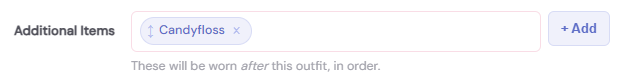 Additional Items Candyfloss × + Add
These will be worn after this outfit, in order.